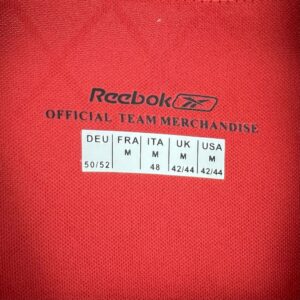 Reebok
OFFICIAL TEAM MERCHANDISE
DEU FRA ITA UK USA
M M M
50/52 M 48 42/44 42/44